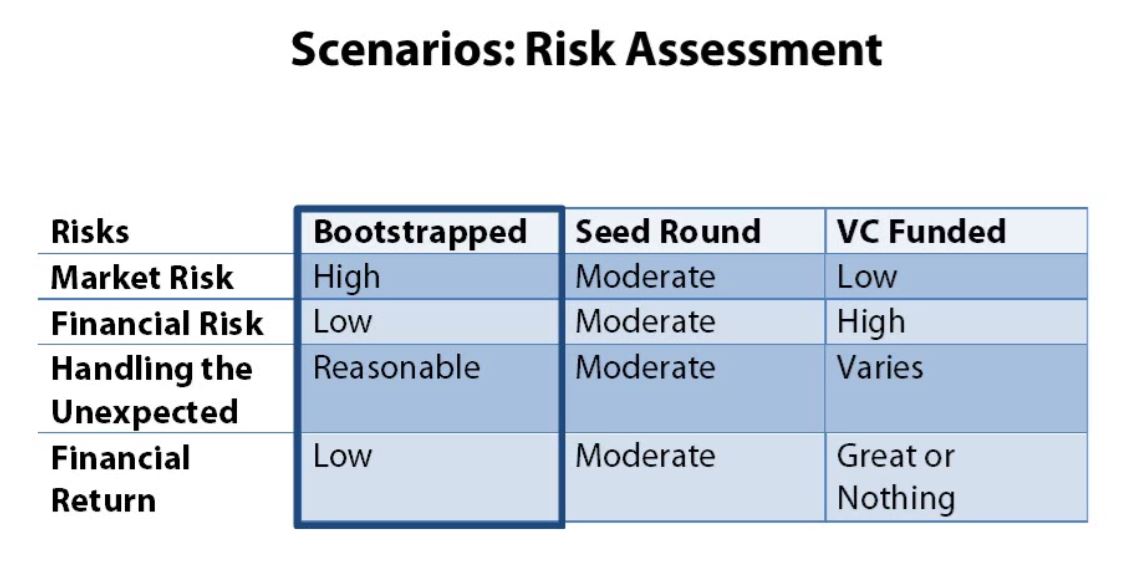 Scenarios: Risk Assessment
Risks Bootstrapped Seed Round VC Funded
Market Risk High Moderate Low
Financial Risk Low Moderate High
Handling the Reasonable Moderate Varies
Unexpected
Financial Low Moderate Great or
Return Nothing